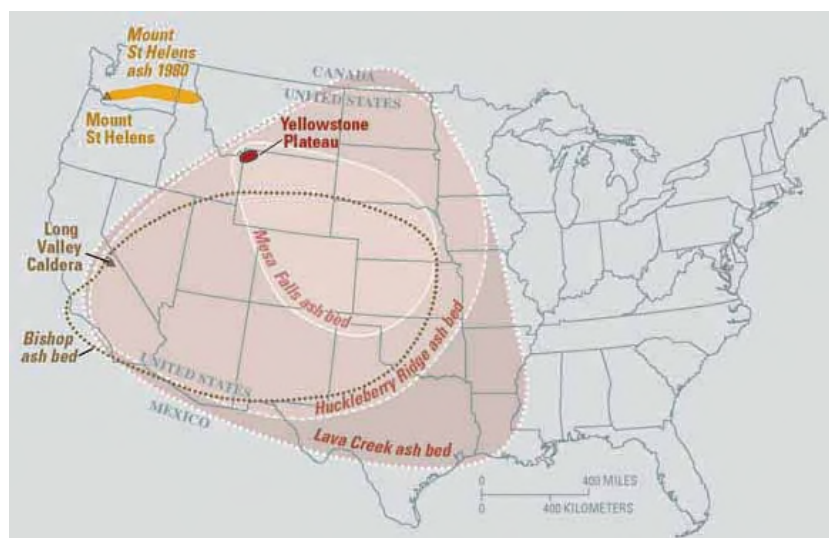 Mount
St Helens
ash 1980
CANADA
UNITED STATES
Mount
St Helens
Yellowstone
Plateau
Long
Valley
Caldera
Mesa Falls ash bed
Bishop
ash bed
Huckleberry Ridge ash bed
UNITED STATES
MEXICO
Lava Creek ash bed
0 400 MILES
0 400 KILOMETERS